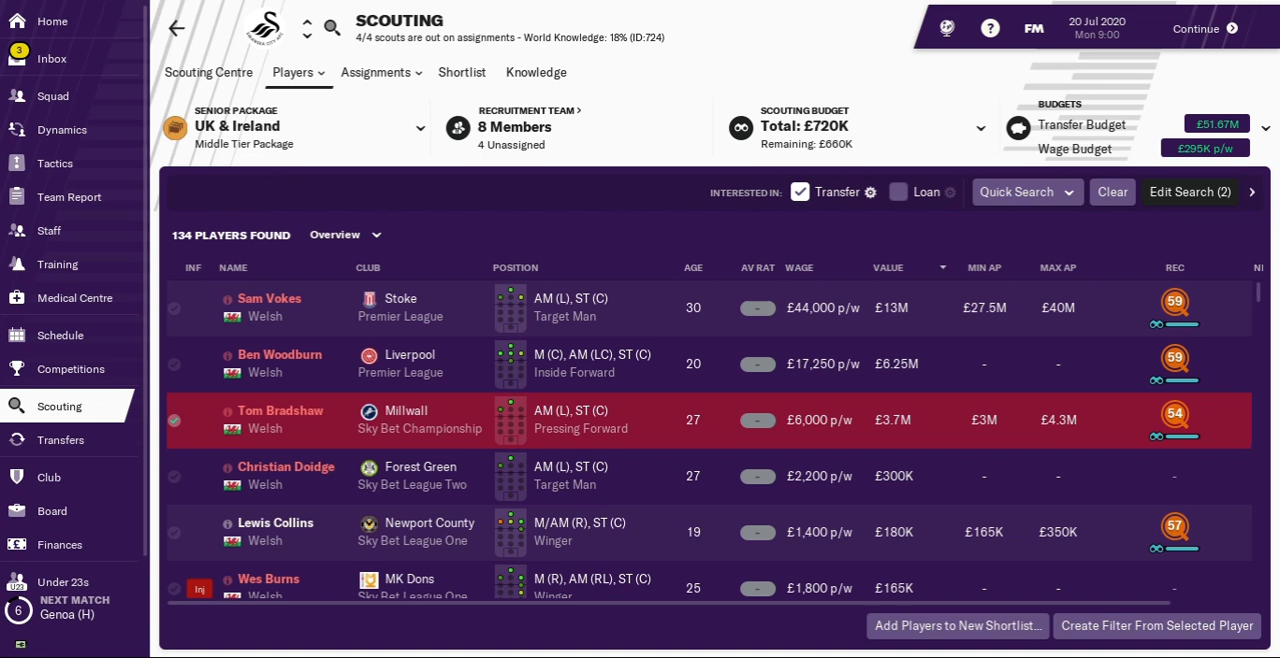 Home
3
Inbox
Squad
Dynamics
Tactics
Team Report
Staff
Training
Medical Centre
Schedule
Competitions
Scouting
Transfers
Club
Board
Finances
U23
Under 23s
6
NEXT MATCH
Genoa (H)
SCOUTING
4/4 scouts are out on assignments - World Knowledge: 18% (ID:724)
FM
20 Jul 2020
Mon 9:00
Continue
Scouting Centre Players Assignments Shortlist Knowledge
SENIOR PACKAGE
UK & Ireland
Middle Tier Package
RECRUITMENT TEAM >
8 Members
4 Unassigned
SCOUTING BUDGET
Total: £720K
Remaining: £660K
BUDGETS
Transfer Budget £51.67M
Wage Budget £295K p/w
INTERESTED IN: Transfer Loan Quick Search Clear Edit Search (2)
134 PLAYERS FOUND Overview
INF NAME CLUB POSITION AGE AV RAT WAGE VALUE MIN AP MAX AP REC
Sam Vokes Stoke AM (L), ST (C) 30 - £44,000 p/w £13M £27.5M £40M 59
Welsh Premier League Target Man
Ben Woodburn Liverpool M (C), AM (LC), ST (C) 20 - £17,250 p/w £6.25M - - 59
Welsh Premier League Inside Forward
Tom Bradshaw Millwall AM (L), ST (C) 27 - £6,000 p/w £3.7M £3M £4.3M 54
Welsh Sky Bet Championship Pressing Forward
Christian Doidge Forest Green AM (L), ST (C) 27 - £2,200 p/w £300K - - -
Welsh Sky Bet League Two Target Man
Lewis Collins Newport County M/AM (R), ST (C) 19 - £1,400 p/w £180K £165K £350K 57
Welsh Sky Bet League One Winger
Inj Wes Burns MK Dons M (R), AM (RL), ST (C) 25 - £1,800 p/w £165K - - -
Welsh Sky Bet League One Winger
Add Players to New Shortlist... Create Filter From Selected Player